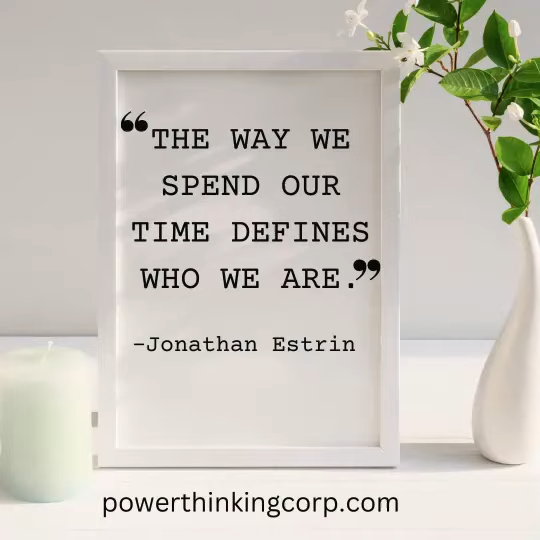 “THE WAY WE
SPEND OUR
TIME DEFINES
WHO WE ARE.”
–Jonathan Estrin
powerthinkingcorp.com